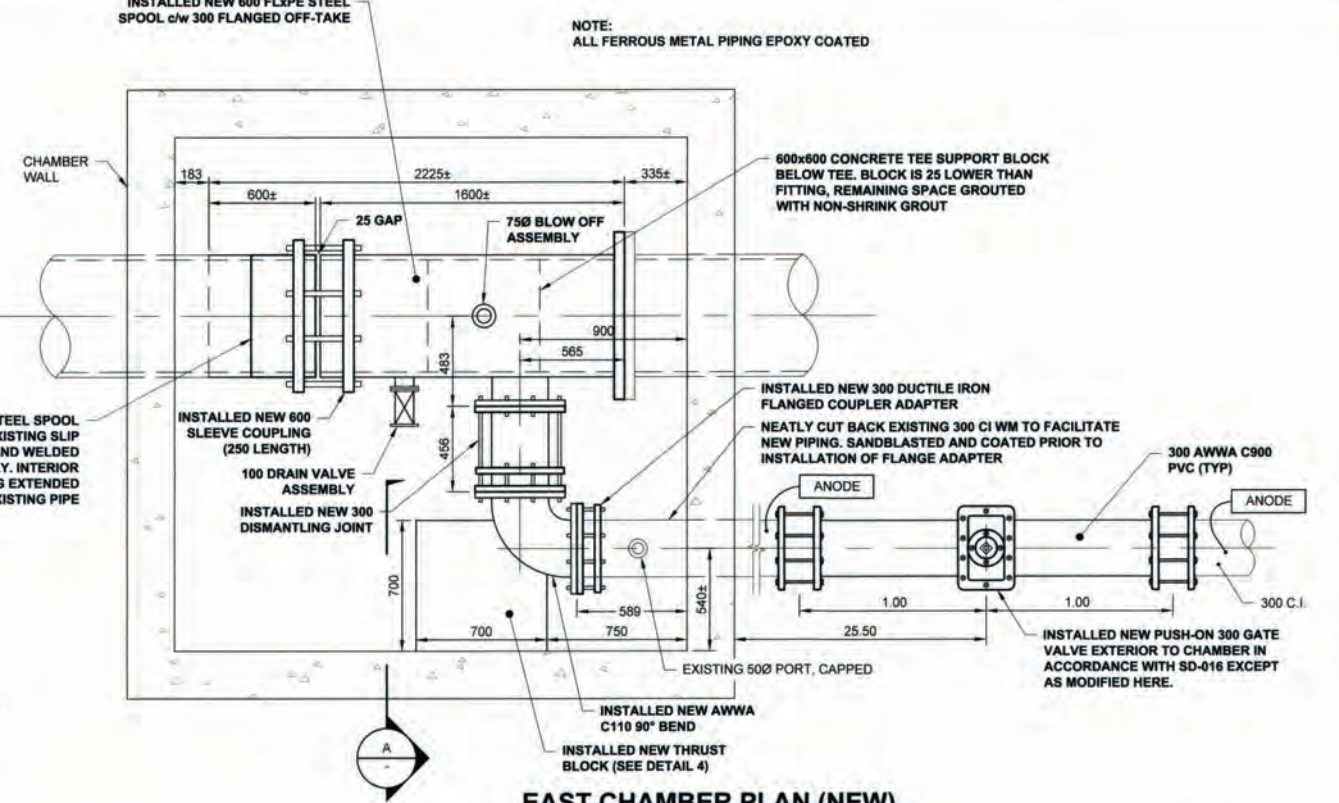 INSTALLED NEW 600 FLxPE STEEL
SPOOL c/w 300 FLANGED OFF-TAKE
NOTE:
ALL FERROUS METAL PIPING EPOXY COATED
CHAMBER
WALL
183
2225±
335±
600±
1600±
25 GAP
75Ø BLOW OFF
ASSEMBLY
600x600 CONCRETE TEE SUPPORT BLOCK
BELOW TEE. BLOCK IS 25 LOWER THAN
FITTING, REMAINING SPACE GROUTED
WITH NON-SHRINK GROUT
900
565
483
456
STEEL SPOOL
EXISTING SLIP
AND WELDED
Y. INTERIOR
G EXTENDED
EXISTING PIPE
INSTALLED NEW 600
SLEEVE COUPLING
(250 LENGTH)
100 DRAIN VALVE
ASSEMBLY
INSTALLED NEW 300
DISMANTLING JOINT
INSTALLED NEW 300 DUCTILE IRON
FLANGED COUPLER ADAPTER
NEATLY CUT BACK EXISTING 300 CI WM TO FACILITATE
NEW PIPING. SANDBLASTED AND COATED PRIOR TO
INSTALLATION OF FLANGE ADAPTER
300 AWWA C900
PVC (TYP)
ANODE
ANODE
700
700
750
589
540±
1.00
1.00
25.50
300 C.I.
EXISTING 50Ø PORT, CAPPED
INSTALLED NEW PUSH-ON 300 GATE
VALVE EXTERIOR TO CHAMBER IN
ACCORDANCE WITH SD-016 EXCEPT
AS MODIFIED HERE.
INSTALLED NEW AWWA
C110 90° BEND
INSTALLED NEW THRUST
BLOCK (SEE DETAIL 4)
A
-
EAST CHAMBER PLAN (NEW)